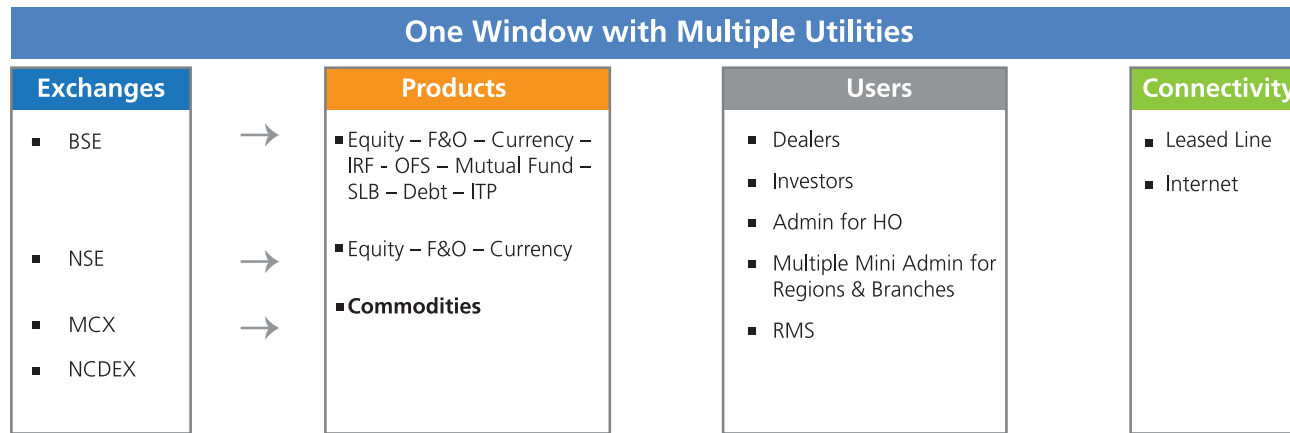 One Window with Multiple Utilities
Exchanges
▪ BSE
▪ NSE
▪ MCX
▪ NCDEX
→
→
→
Products
▪ Equity – F&O – Currency –
IRF - OFS – Mutual Fund –
SLB – Debt – ITP
▪ Equity – F&O – Currency
▪ Commodities
Users
▪ Dealers
▪ Investors
▪ Admin for HO
▪ Multiple Mini Admin for
Regions & Branches
▪ RMS
Connectivity
▪ Leased Line
▪ Internet